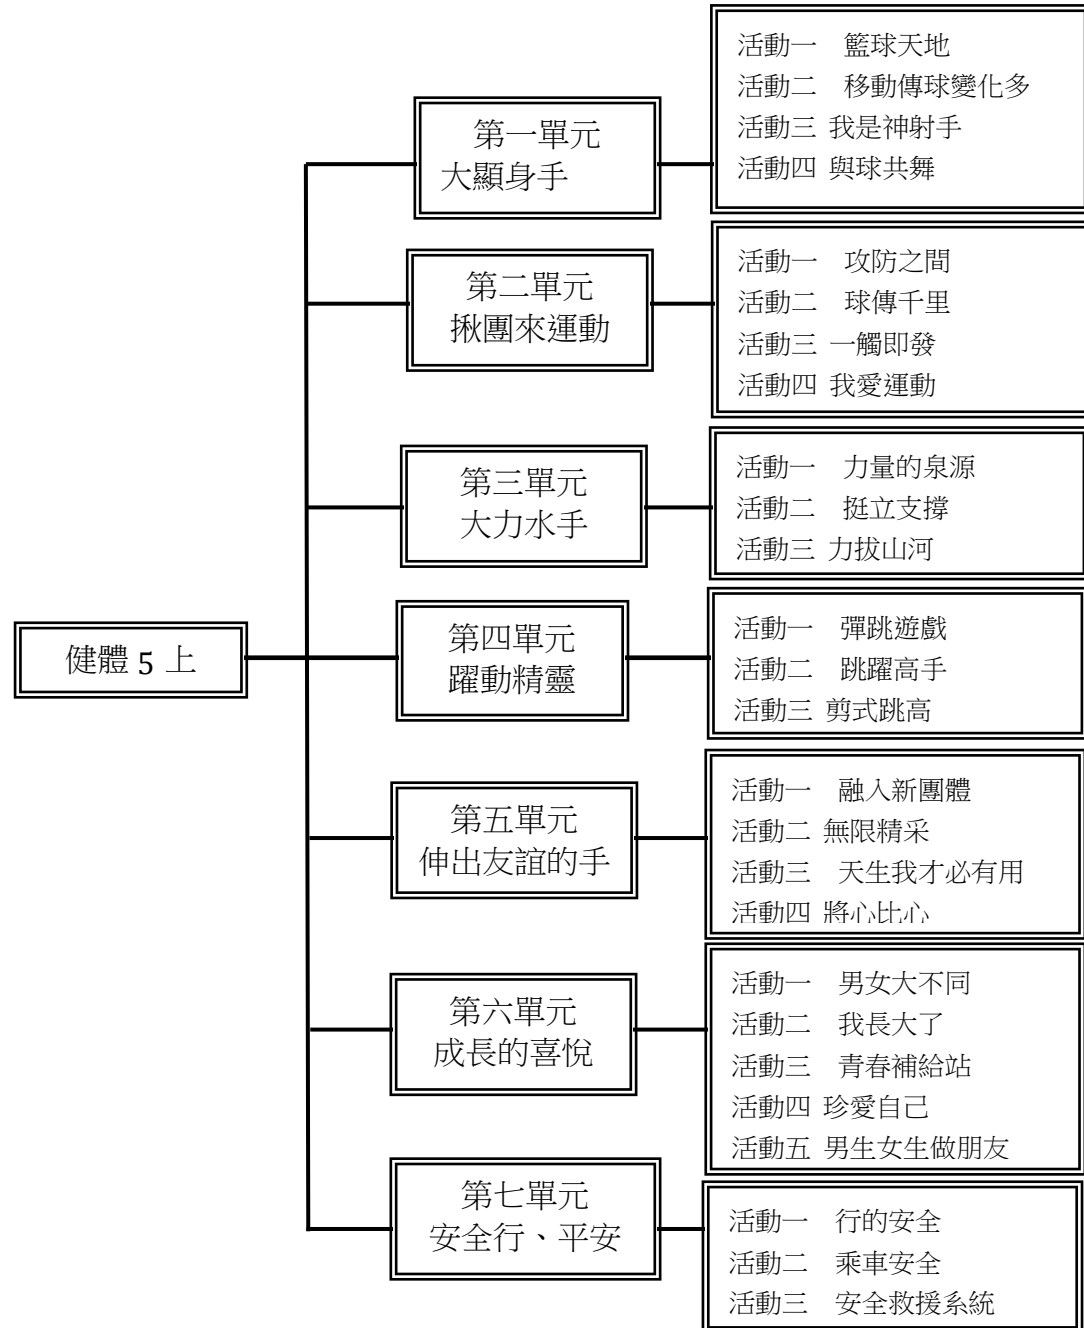 健體 5 上
第一單元
大顯身手
活動一　籃球天地
活動二　移動傳球變化多
活動三 我是神射手
活動四 與球共舞
第二單元
揪團來運動
活動一　攻防之間
活動二　球傳千里
活動三 一觸即發
活動四 我愛運動
第三單元
大力水手
活動一　力量的泉源
活動二　挺立支撐
活動三 力拔山河
第四單元
躍動精靈
活動一　彈跳遊戲
活動二　跳躍高手
活動三 剪式跳高
第五單元
伸出友誼的手
活動一　融入新團體
活動二 無限精采
活動三　天生我才必有用
活動四 將心比心
第六單元
成長的喜悅
活動一　男女大不同
活動二　我長大了
活動三　青春補給站
活動四 珍愛自己
活動五 男生女生做朋友
第七單元
安全行、平安
活動一　行的安全
活動二　乘車安全
活動三　安全救援系統